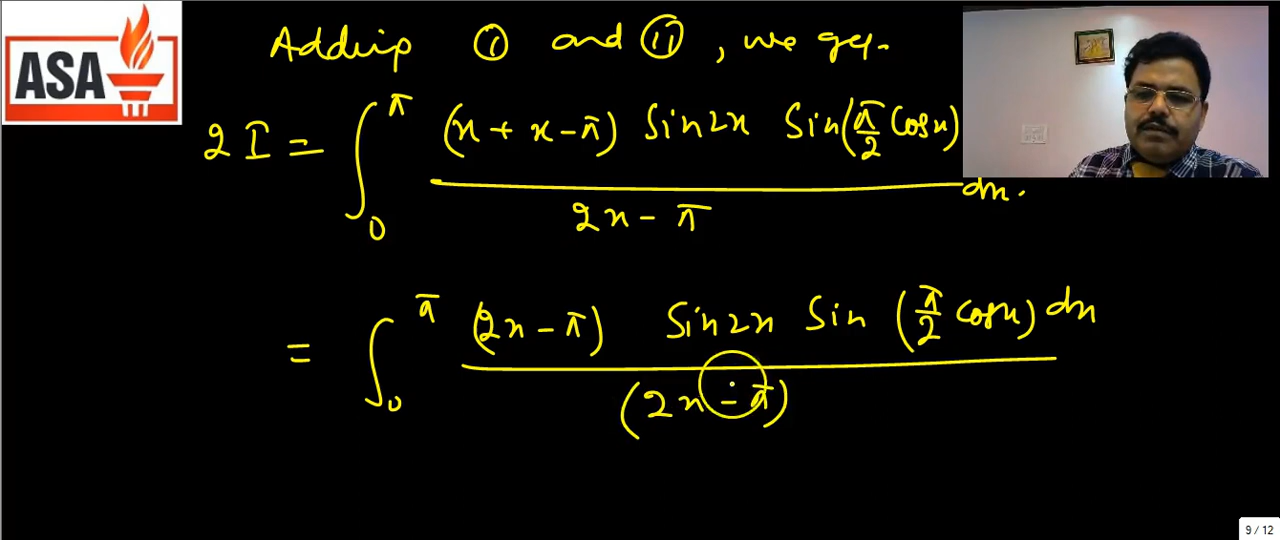 ASA
Adding ① and ⑪, we get.
2I = ∫₀^π (x + x - π) Sin2x Sin(π/2 Cosx)
dx.
2x - π
= ∫₀^π (2x - π) Sin2x Sin (π/2 cosx) dx
(2x - π)
9 / 12